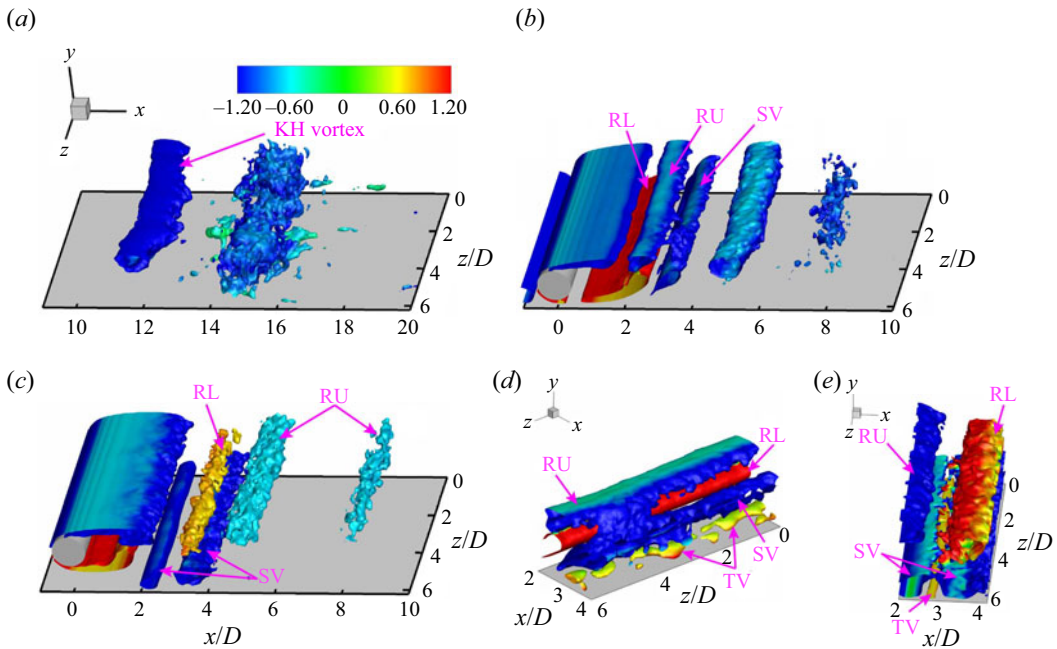 (a)
y
x
z
−1.20 −0.60 0 0.60 1.20
KH vortex
0
2
4
6
z/D
10 12 14 16 18 20
(b)
RL
RU
SV
0
2
4
6
z/D
0 2 4 6 8 10
(c)
RL
RU
SV
0
2
4
6
z/D
0 2 4 6 8 10
x/D
(d)
y
z
x
RU
RL
SV
TV
0
2
z/D
2
3
4
6
x/D
(e)
y
x
z
RL
RU
SV
TV
0
2
4
6
z/D
2 3 4
x/D